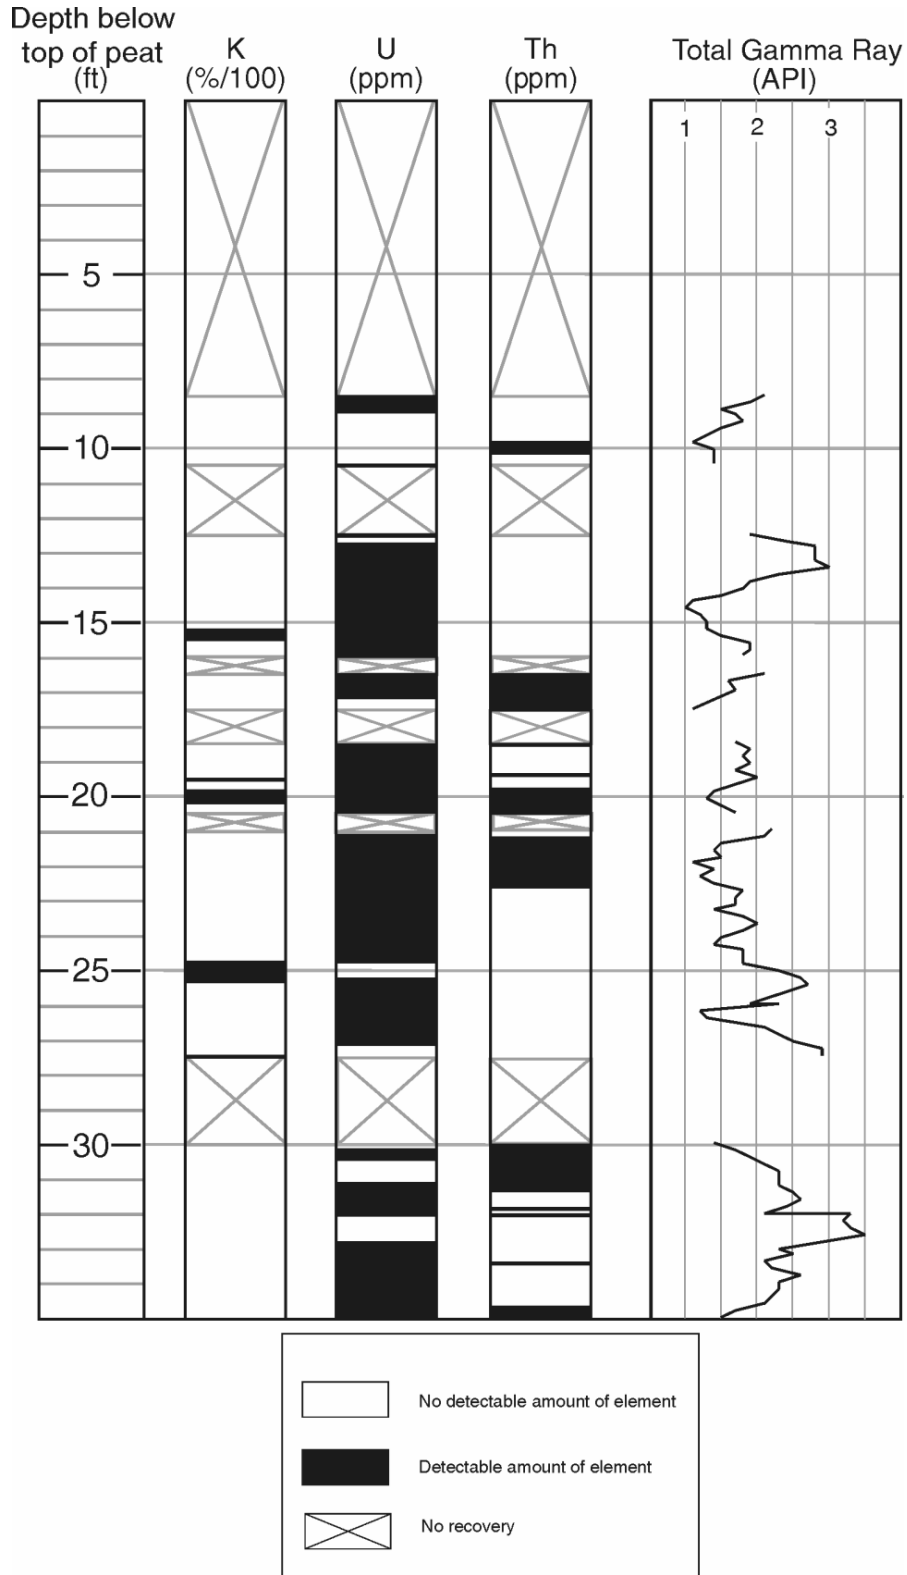 Depth below
top of peat
(ft)
K
(%/100)
U
(ppm)
Th
(ppm)
Total Gamma Ray
(API)
1 2 3
5
10
15
20
25
30
No detectable amount of element
Detectable amount of element
No recovery